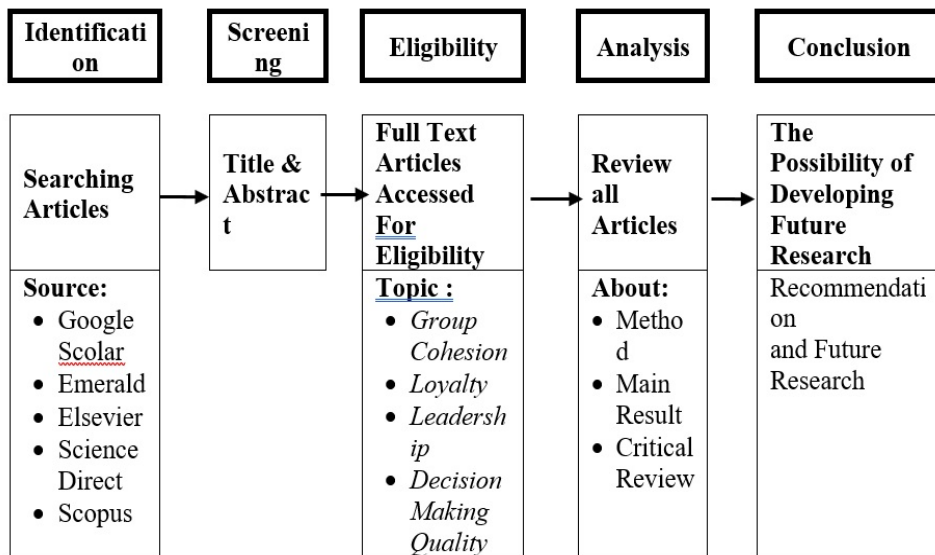 Identificati
on
Screeni
ng
Eligibility
Analysis
Conclusion
Searching
Articles
Title &
Abstrac
t
Full Text
Articles
Accessed
For
Eligibility
Review
all
Articles
The
Possibility of
Developing
Future
Research
Source:
• Google
Scolar
• Emerald
• Elsevier
• Science
Direct
• Scopus
Topic :
• Group
Cohesion
• Loyalty
• Leadersh
ip
• Decision
Making
Quality
About:
• Metho
d
• Main
Result
• Critical
Review
Recommendati
on
and Future
Research